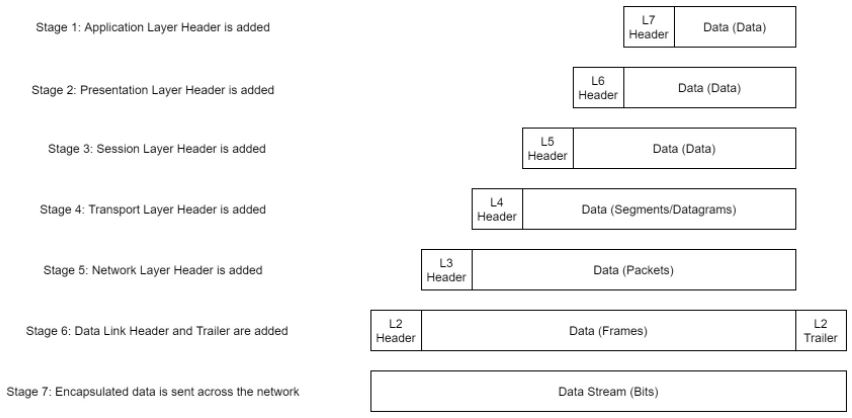 Stage 1: Application Layer Header is added
L7
Header
Data (Data)
Stage 2: Presentation Layer Header is added
L6
Header
Data (Data)
Stage 3: Session Layer Header is added
L5
Header
Data (Data)
Stage 4: Transport Layer Header is added
L4
Header
Data (Segments/Datagrams)
Stage 5: Network Layer Header is added
L3
Header
Data (Packets)
Stage 6: Data Link Header and Trailer are added
L2
Header
Data (Frames)
L2
Trailer
Stage 7: Encapsulated data is sent across the network
Data Stream (Bits)